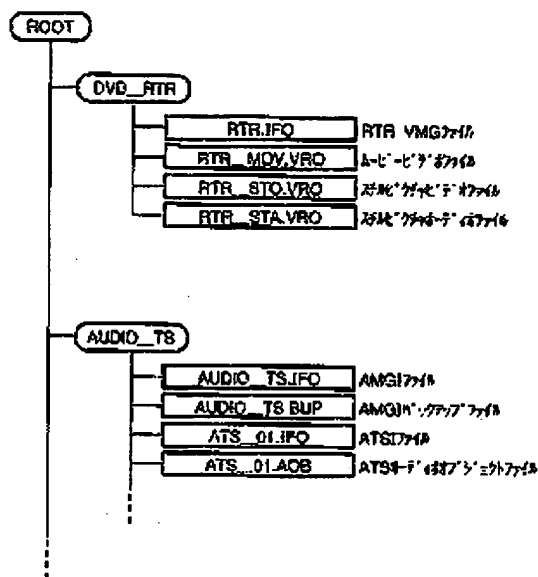 ROOT
DVD_RTR
RTR.IFO RTR_VMGファイル
RTR_MOV.VRO ムービービデオファイル
RTR_STO.VRO スチルピクチャビデオファイル
RTR_STA.VRO スチルピクチャオーディオファイル
AUDIO_TS
AUDIO_TS.IFO AMGIファイル
AUDIO_TS.BUP AMGIバックアップファイル
ATS_01.IFO ATSIファイル
ATS_01.AOB ATSオーディオオブジェクトファイル